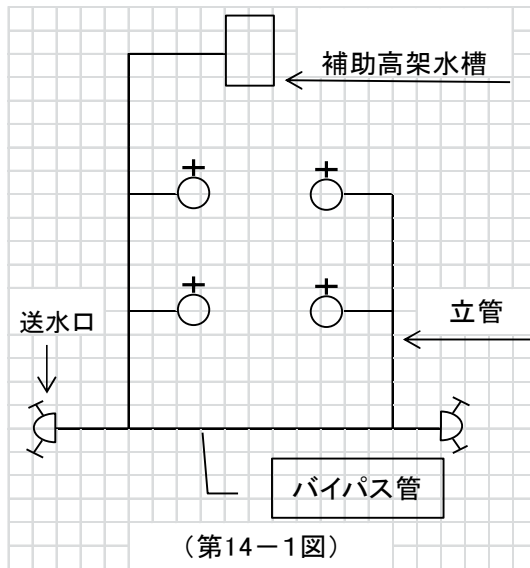 補助高架水槽
送水口
立管
バイパス管
（第14－1図）